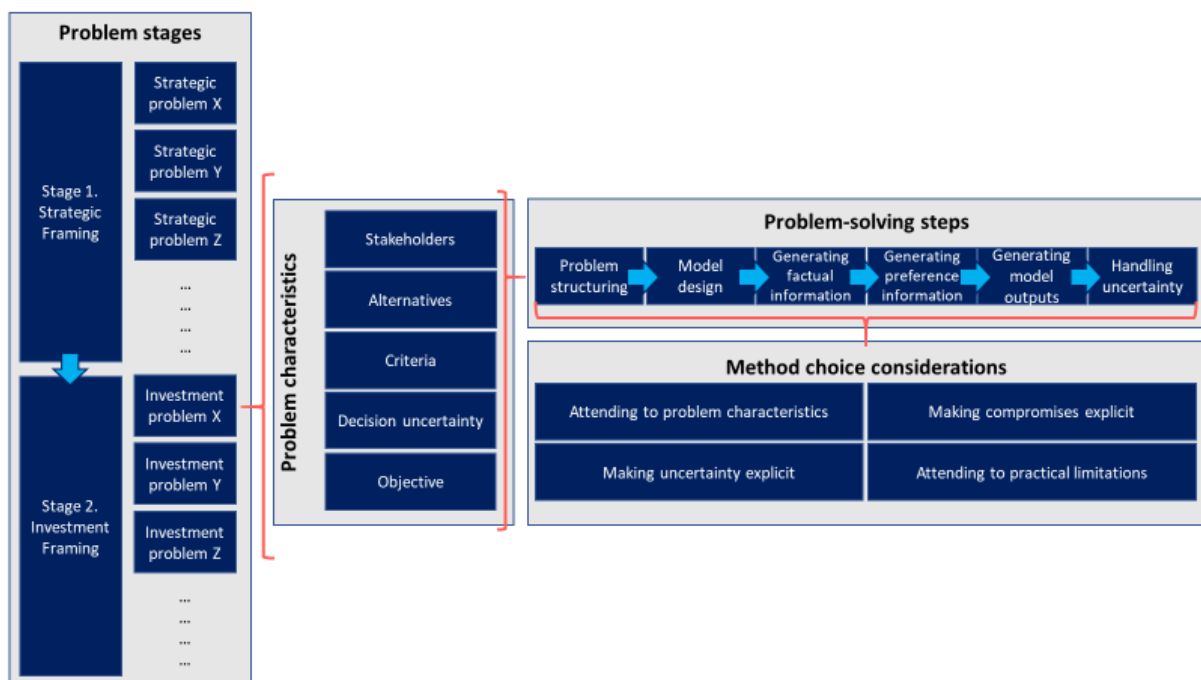 Problem stages
Stage 1.
Strategic
Framing
Strategic
problem X
Strategic
problem Y
Strategic
problem Z
...
...
...
...
Stage 2.
Investment
Framing
Investment
problem X
Investment
problem Y
Investment
problem Z
...
...
...
...
Problem characteristics
Stakeholders
Alternatives
Criteria
Decision uncertainty
Objective
Problem-solving steps
Problem
structuring
Model
design
Generating
factual
information
Generating
preference
information
Generating
model
outputs
Handling
uncertainty
Method choice considerations
Attending to problem characteristics
Making compromises explicit
Making uncertainty explicit
Attending to practical limitations